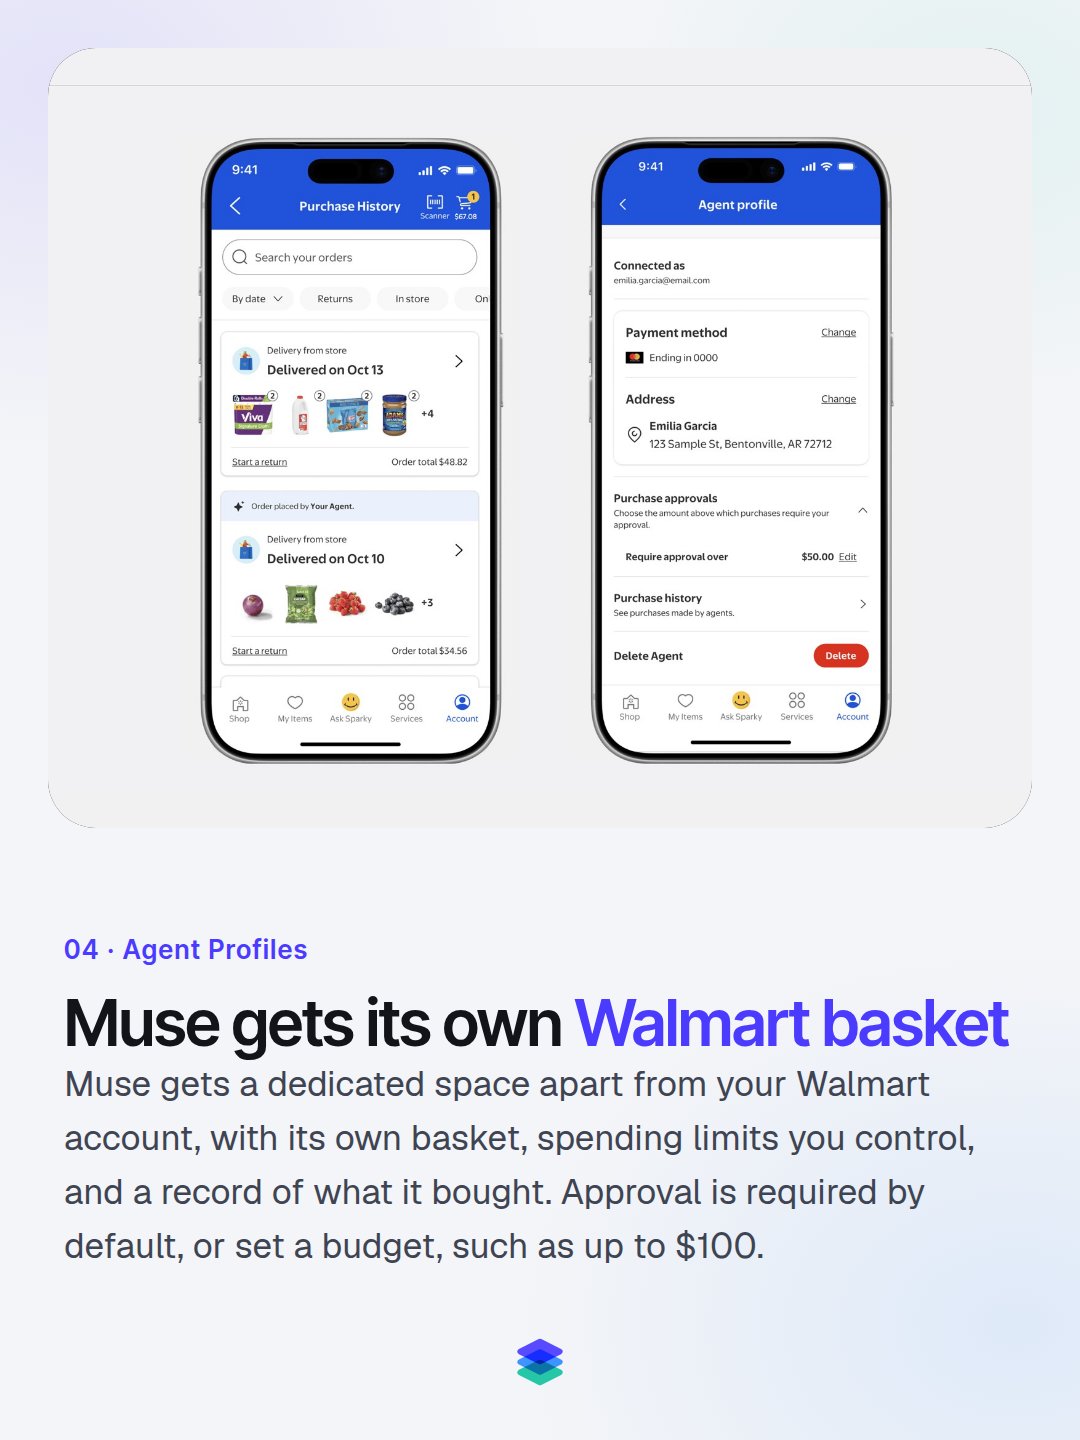 9:41
Purchase History
1
Scanner $67.08
Search your orders
By date
Returns
In store
On
Delivery from store
Delivered on Oct 13
2
2
2
2
Viva
+4
Start a return
Order total $48.82
Order placed by Your Agent.
Delivery from store
Delivered on Oct 10
+3
Start a return
Order total $34.56
Shop
My Items
Ask Sparky
Services
Account
9:41
Agent profile
Connected as
emilia.garcia@email.com
Payment method
Change
Ending in 0000
Address
Change
Emilia Garcia
123 Sample St, Bentonville, AR 72712
Purchase approvals
Choose the amount above which purchases require your
approval.
Require approval over
$50.00 Edit
Purchase history
See purchases made by agents.
Delete Agent
Delete
Shop
My Items
Ask Sparky
Services
Account
04 · Agent Profiles
Muse gets its own Walmart basket
Muse gets a dedicated space apart from your Walmart
account, with its own basket, spending limits you control,
and a record of what it bought. Approval is required by
default, or set a budget, such as up to $100.